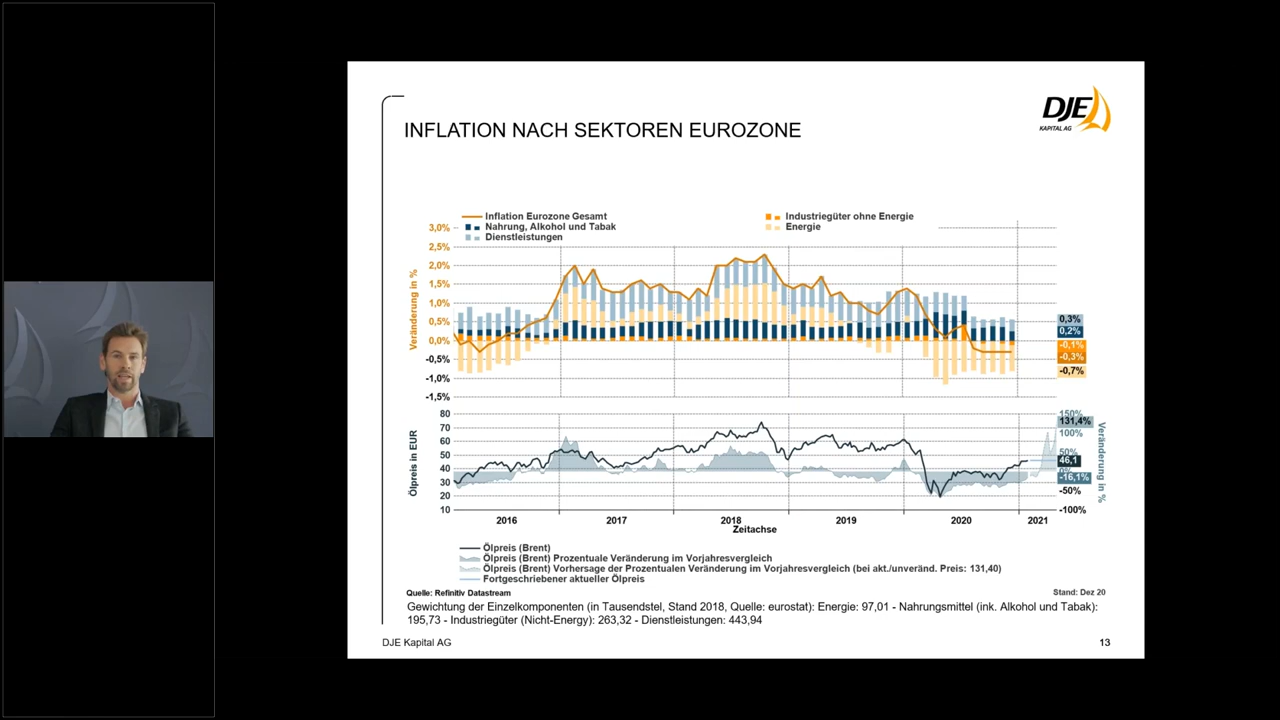 DJE
KAPITAL AG
INFLATION NACH SEKTOREN EUROZONE
Inflation Eurozone Gesamt
Industriegüter ohne Energie
Nahrung, Alkohol und Tabak
Energie
Dienstleistungen
Veränderung in %
3,0%
2,5%
2,0%
1,5%
1,0%
0,5%
0,0%
-0,5%
-1,0%
-1,5%
0,3%
0,2%
-0,1%
-0,3%
-0,7%
Ölpreis in EUR
80
70
60
50
40
30
20
10
150%
131,4%
100%
50%
46,1
-16,1%
-50%
-100%
Veränderung in %
2016 2017 2018 2019 2020 2021
Zeitachse
Ölpreis (Brent)
Ölpreis (Brent) Prozentuale Veränderung im Vorjahresvergleich
Ölpreis (Brent) Vorhersage der Prozentualen Veränderung im Vorjahresvergleich (bei akt./unveränd. Preis: 131,40)
Fortgeschriebener aktueller Ölpreis
Quelle: Refinitiv Datastream
Stand: Dez 20
Gewichtung der Einzelkomponenten (in Tausendstel, Stand 2018, Quelle: eurostat): Energie: 97,01 - Nahrungsmittel (ink. Alkohol und Tabak):
195,73 - Industriegüter (Nicht-Energy): 263,32 - Dienstleistungen: 443,94
DJE Kapital AG
13